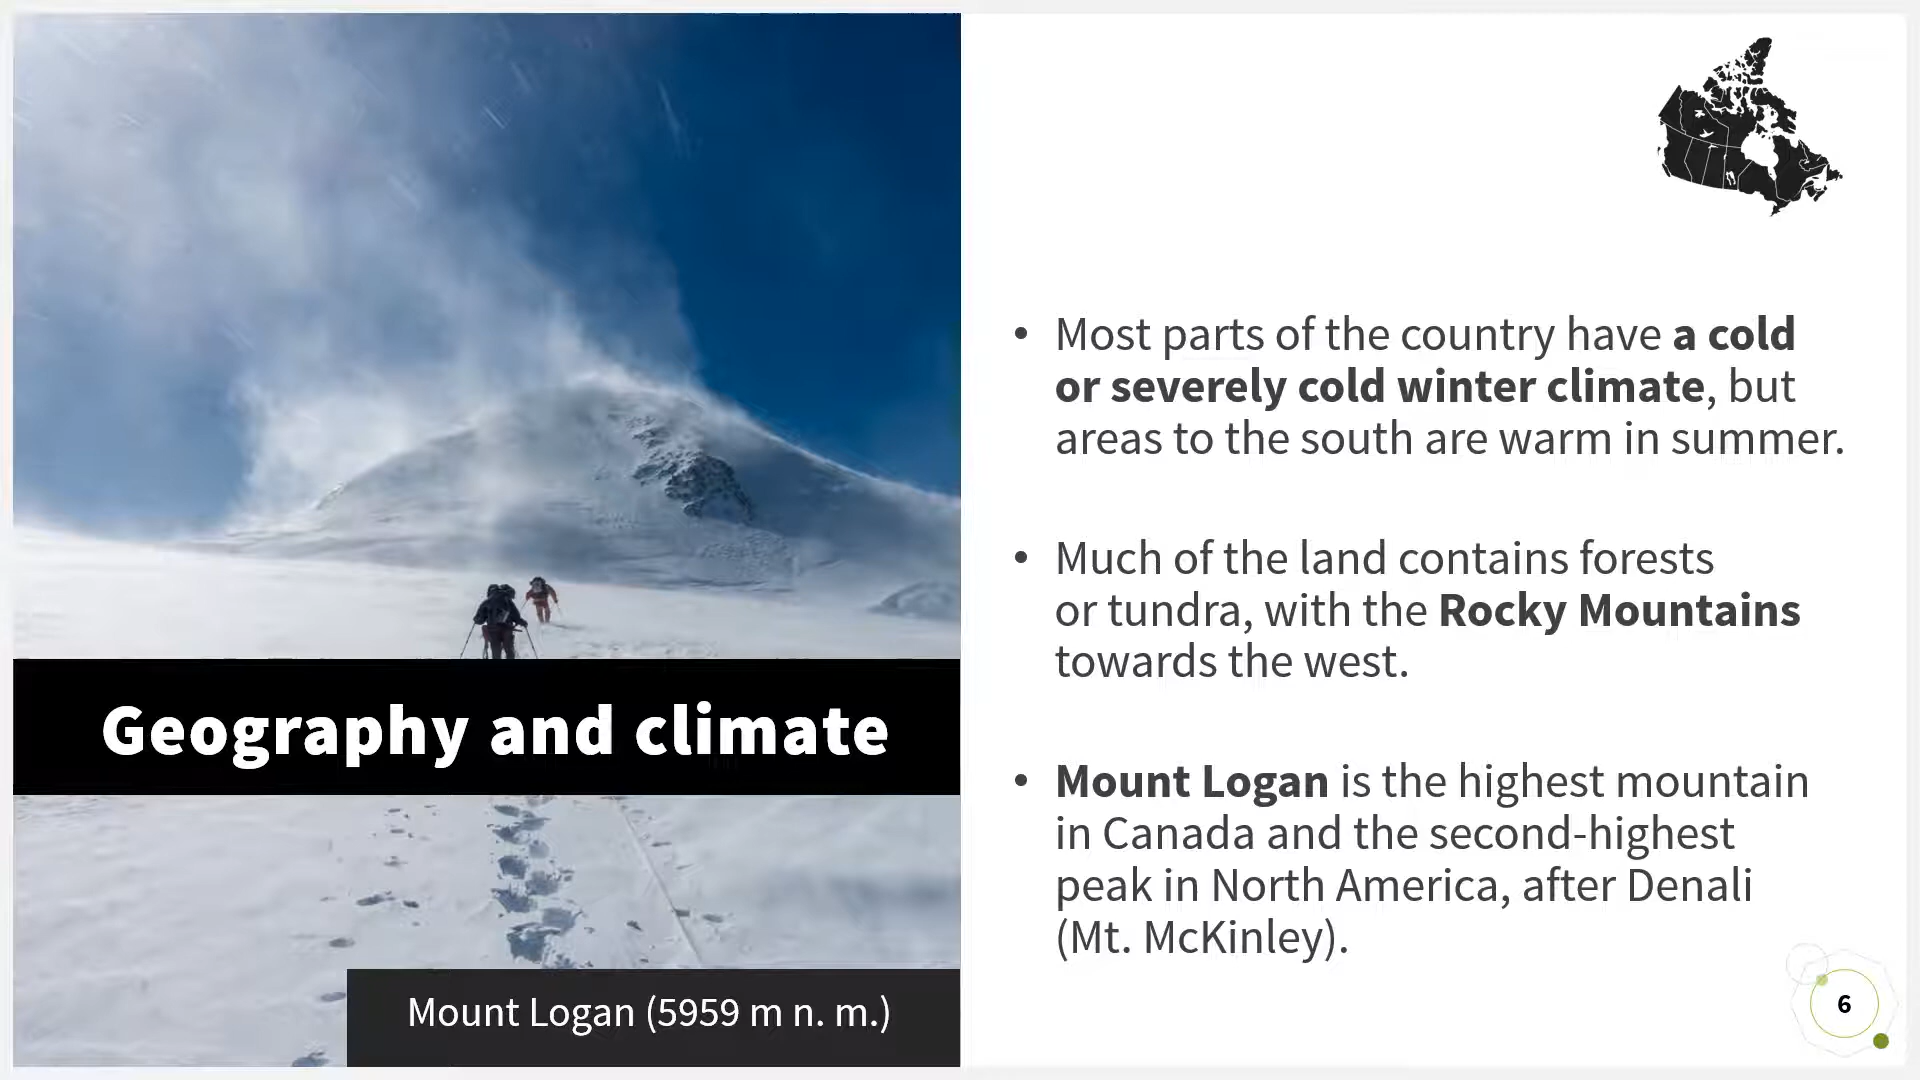 Geography and climate
Mount Logan (5959 m n. m.)
• Most parts of the country have a cold
or severely cold winter climate, but
areas to the south are warm in summer.
• Much of the land contains forests
or tundra, with the Rocky Mountains
towards the west.
• Mount Logan is the highest mountain
in Canada and the second-highest
peak in North America, after Denali
(Mt. McKinley).
6